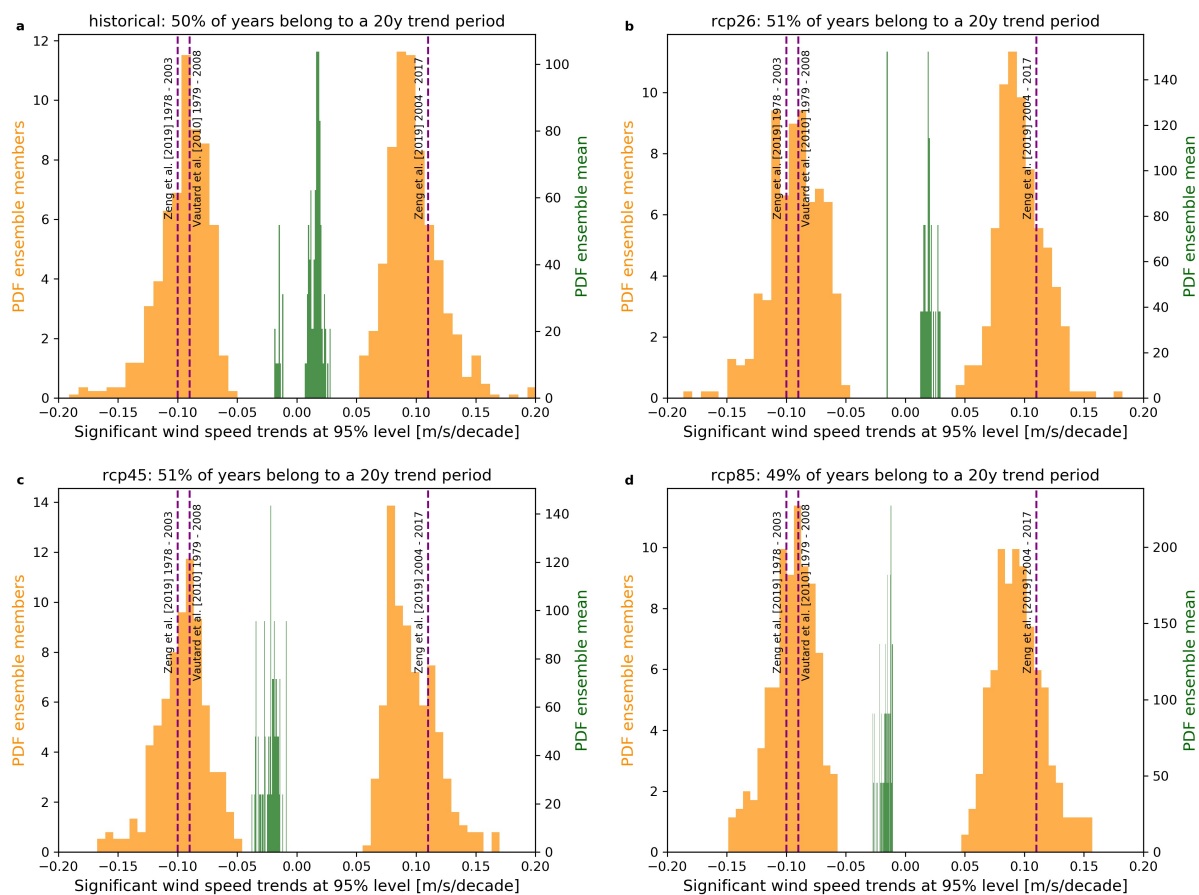 a
historical: 50% of years belong to a 20y trend period
PDF ensemble members
12
10
8
6
4
2
0
Zeng et al. [2019] 1978 - 2003
Vautard et al. [2010] 1979 - 2008
Zeng et al. [2019] 2004 - 2017
100
80
60
40
20
0
PDF ensemble mean
−0.20 −0.15 −0.10 −0.05 0.00 0.05 0.10 0.15 0.20
Significant wind speed trends at 95% level [m/s/decade]
b
rcp26: 51% of years belong to a 20y trend period
PDF ensemble members
10
8
6
4
2
0
Zeng et al. [2019] 1978 - 2003
Vautard et al. [2010] 1979 - 2008
Zeng et al. [2019] 2004 - 2017
140
120
100
80
60
40
20
0
PDF ensemble mean
−0.20 −0.15 −0.10 −0.05 0.00 0.05 0.10 0.15 0.20
Significant wind speed trends at 95% level [m/s/decade]
c
rcp45: 51% of years belong to a 20y trend period
PDF ensemble members
14
12
10
8
6
4
2
0
Zeng et al. [2019] 1978 - 2003
Vautard et al. [2010] 1979 - 2008
Zeng et al. [2019] 2004 - 2017
140
120
100
80
60
40
20
0
PDF ensemble mean
−0.20 −0.15 −0.10 −0.05 0.00 0.05 0.10 0.15 0.20
Significant wind speed trends at 95% level [m/s/decade]
d
rcp85: 49% of years belong to a 20y trend period
PDF ensemble members
10
8
6
4
2
0
Zeng et al. [2019] 1978 - 2003
Vautard et al. [2010] 1979 - 2008
Zeng et al. [2019] 2004 - 2017
200
150
100
50
0
PDF ensemble mean
−0.20 −0.15 −0.10 −0.05 0.00 0.05 0.10 0.15 0.20
Significant wind speed trends at 95% level [m/s/decade]